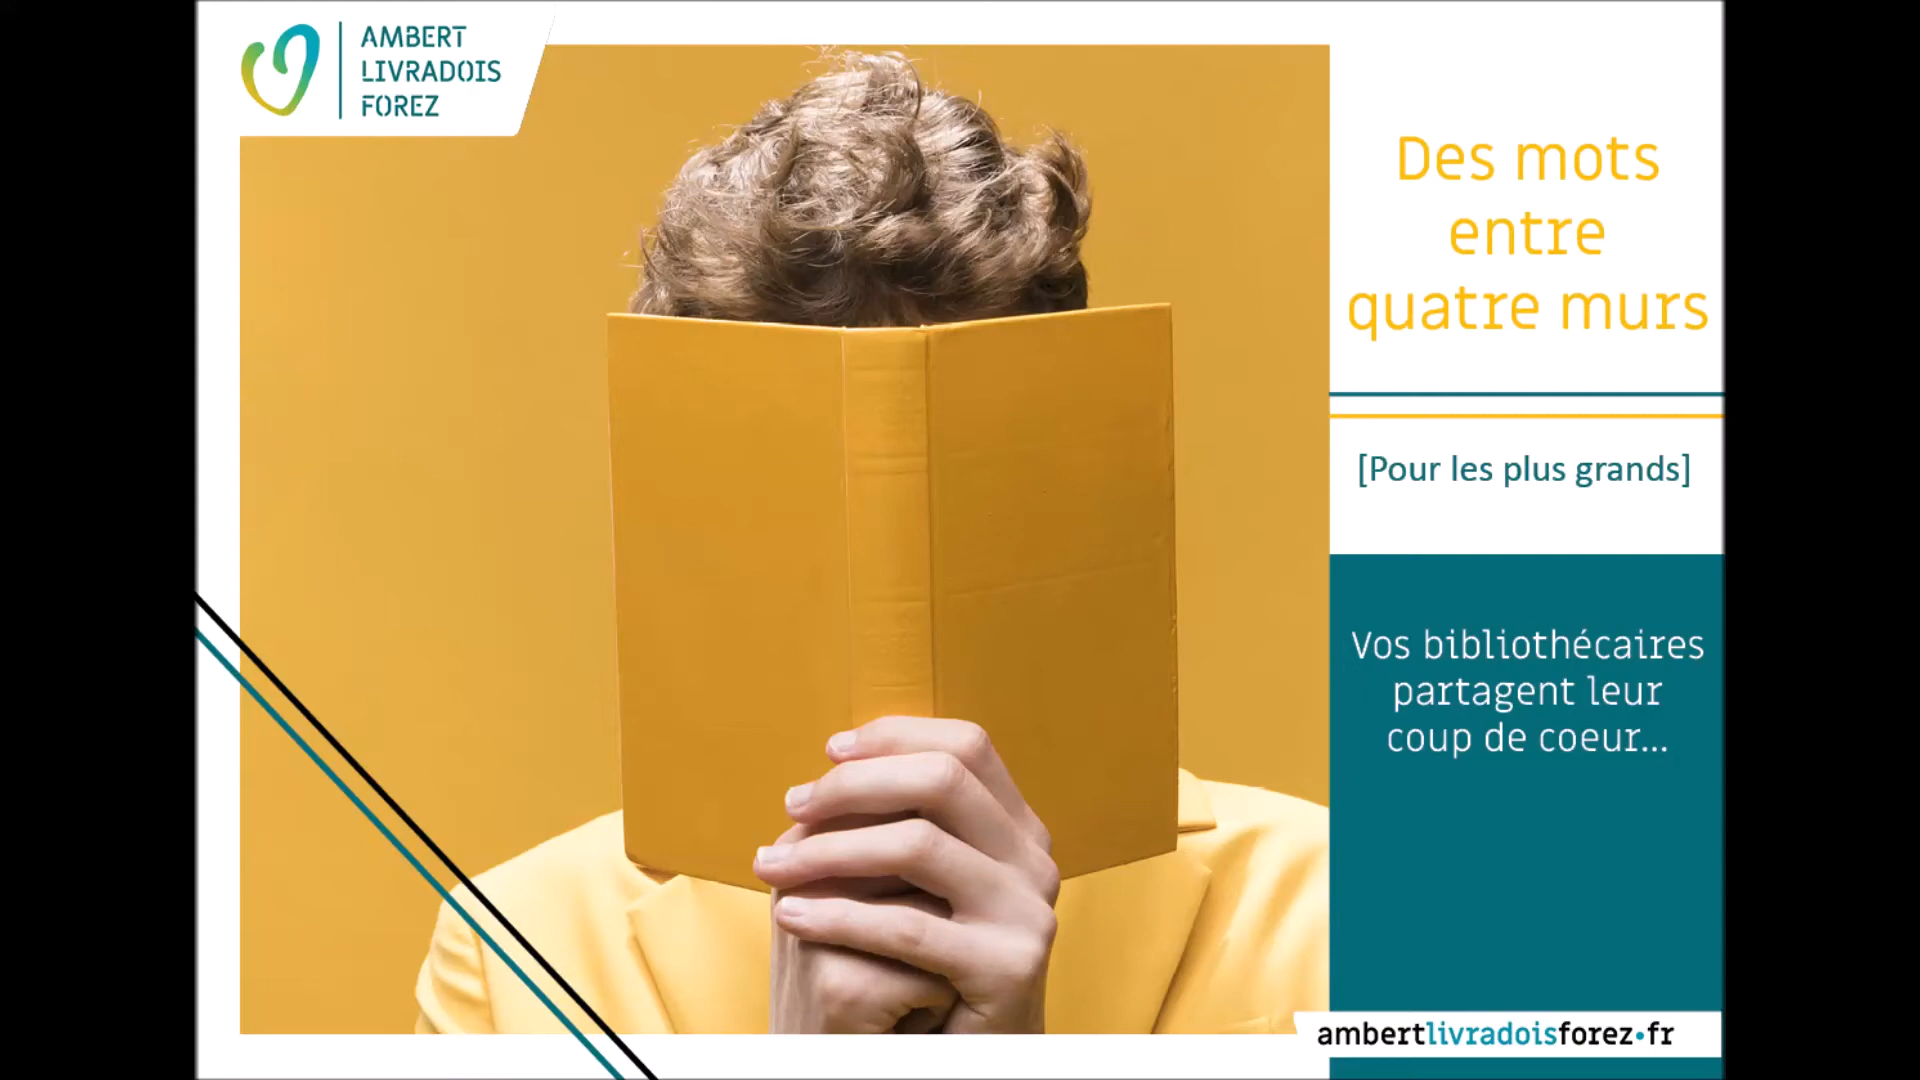 AMBERT
LIVRADOIS
FOREZ
Des mots
entre
quatre murs
[Pour les plus grands]
Vos bibliothécaires
partagent leur
coup de coeur...
ambertlivradoisforez•fr